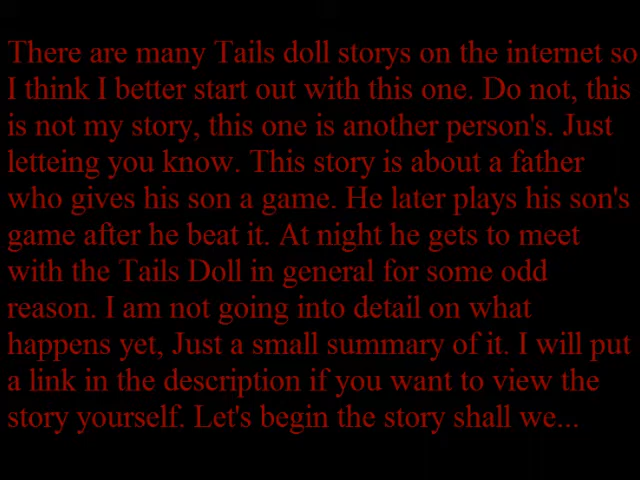 There are many Tails doll storys on the internet so
I think I better start out with this one. Do not, this
is not my story, this one is another person's. Just
letteing you know. This story is about a father
who gives his son a game. He later plays his son's
game after he beat it. At night he gets to meet
with the Tails Doll in general for some odd
reason. I am not going into detail on what
happens yet, Just a small summary of it. I will put
a link in the description if you want to view the
story yourself. Let's begin the story shall we...